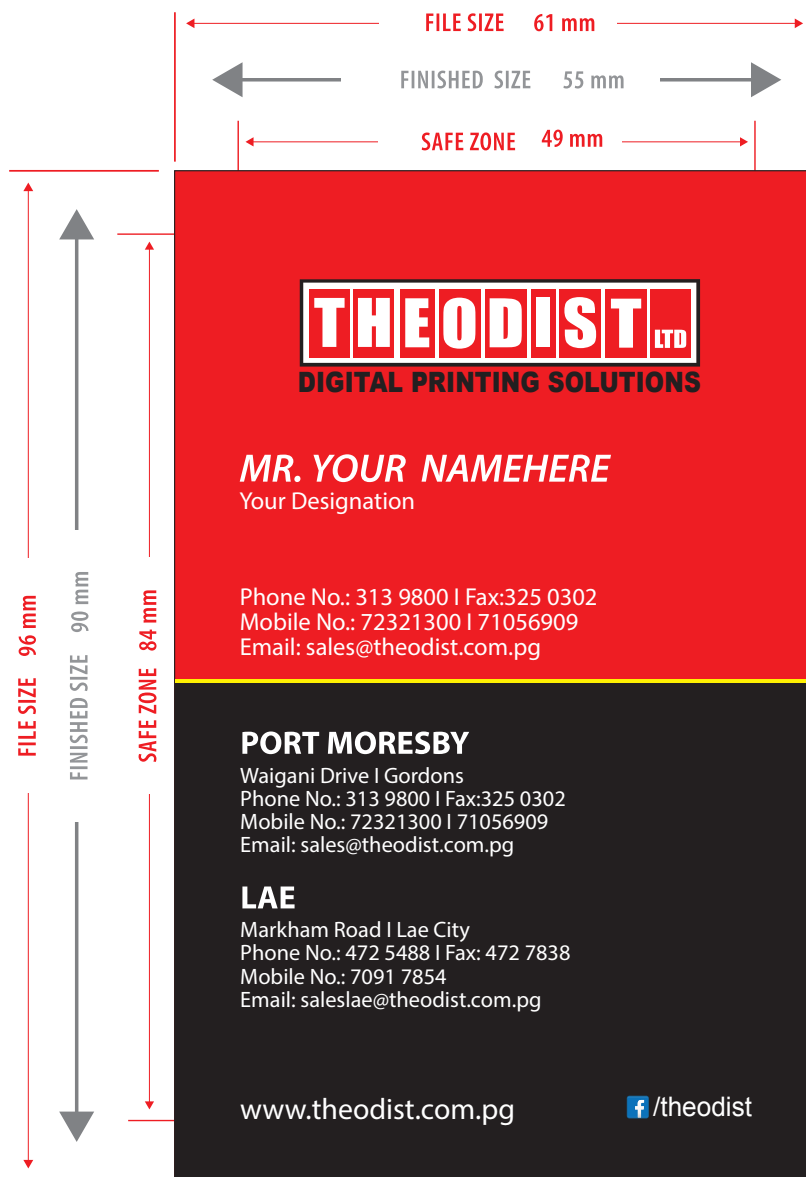 FILE SIZE 61 mm
FINISHED SIZE 55 mm
SAFE ZONE 49 mm
FILE SIZE 96 mm
FINISHED SIZE 90 mm
SAFE ZONE 84 mm
THEODIST LTD
DIGITAL PRINTING SOLUTIONS
MR. YOUR NAMEHERE
Your Designation
Phone No.: 313 9800 I Fax:325 0302
Mobile No.: 72321300 I 71056909
Email: sales@theodist.com.pg
PORT MORESBY
Waigani Drive I Gordons
Phone No.: 313 9800 I Fax:325 0302
Mobile No.: 72321300 I 71056909
Email: sales@theodist.com.pg
LAE
Markham Road I Lae City
Phone No.: 472 5488 I Fax: 472 7838
Mobile No.: 7091 7854
Email: saleslae@theodist.com.pg
www.theodist.com.pg
f /theodist